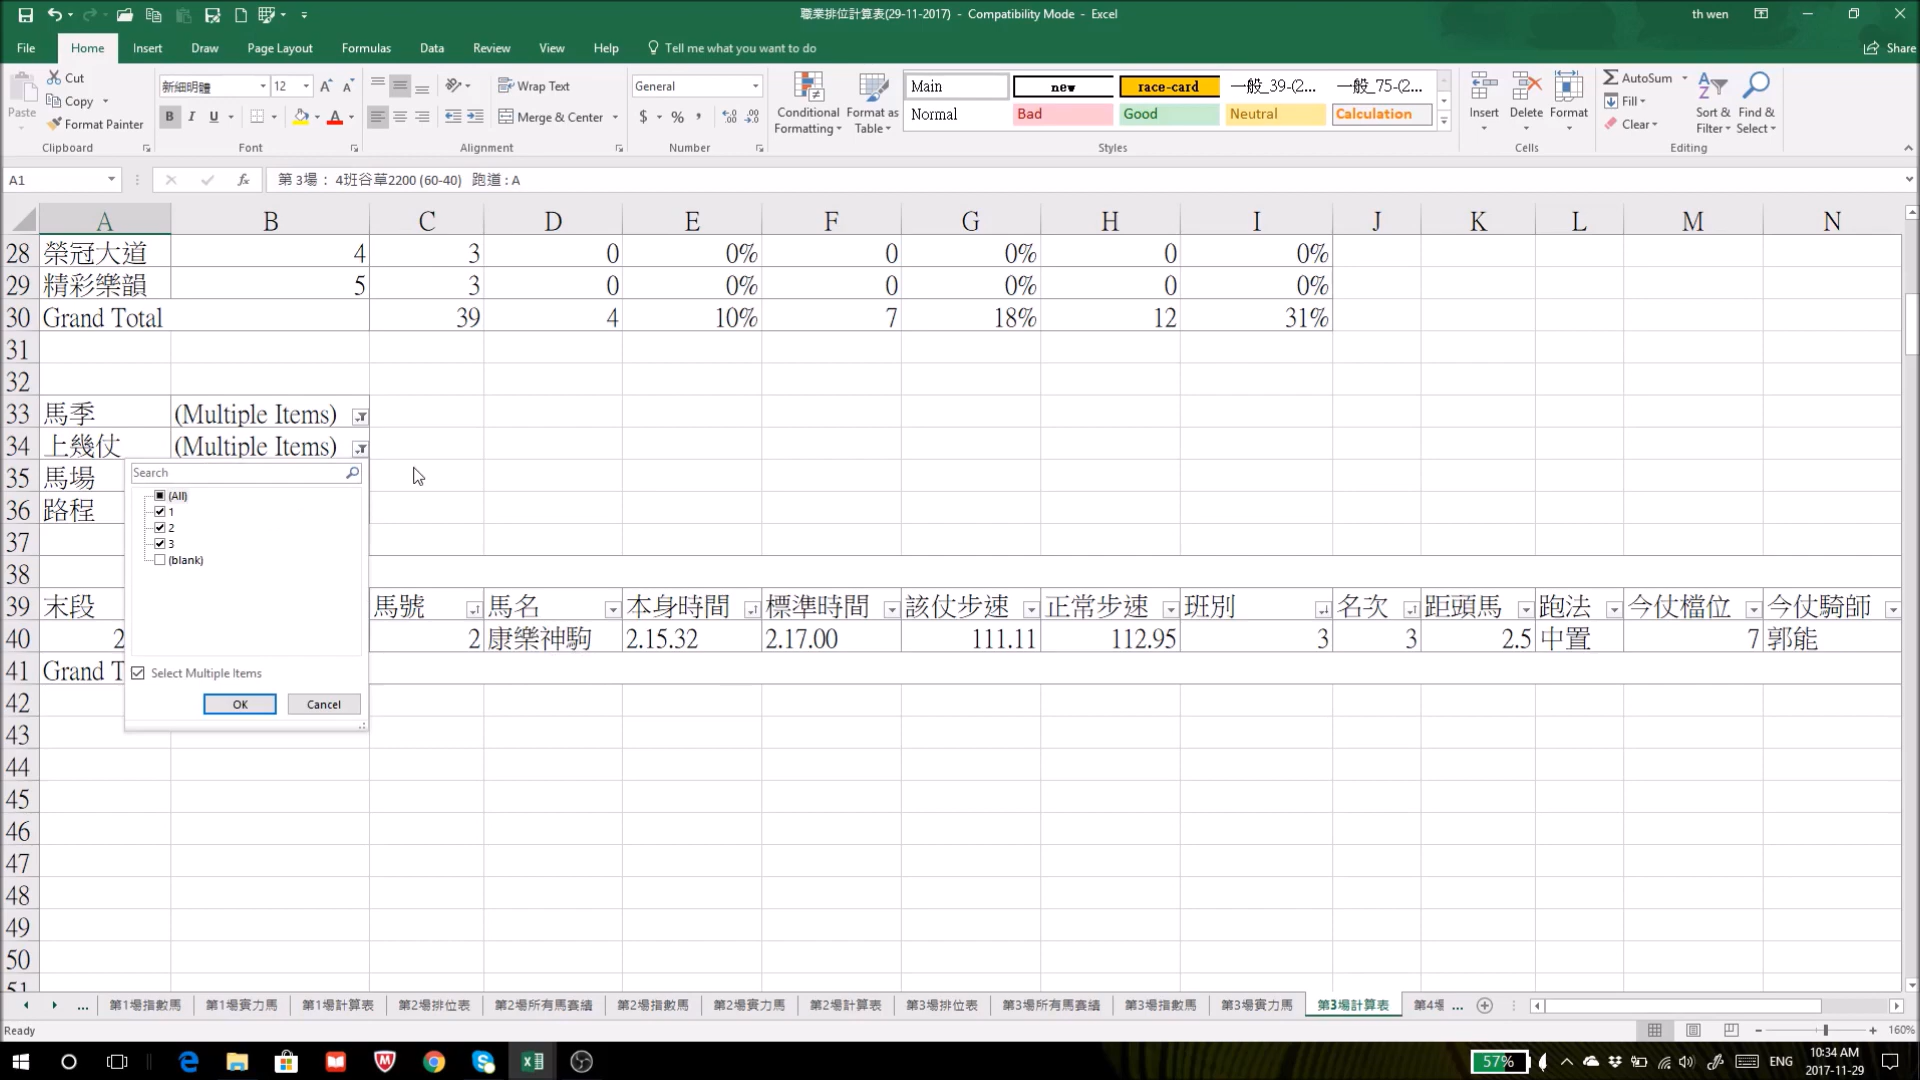 職業排位計算表(29-11-2017) - Compatibility Mode - Excel
th wen
File Home Insert Draw Page Layout Formulas Data Review View Help Tell me what you want to do Share
Paste
Cut
Copy
Format Painter
Clipboard
新細明體 12
B I U
Font
Wrap Text
Merge & Center
Alignment
General
$ % ,
Number
Conditional Formatting
Format as Table
Main new race-card 一般_39-(2... 一般_75-(2...
Normal Bad Good Neutral Calculation
Styles
Insert Delete Format
Cells
AutoSum
Fill
Clear
Sort & Filter
Find & Select
Editing
A1 fx 第 3場 : 4班谷草2200 (60-40) 跑道 : A
A B C D E F G H I J K L M N
28 榮冠大道 4 3 0 0% 0 0% 0 0%
29 精彩樂韻 5 3 0 0% 0 0% 0 0%
30 Grand Total 39 4 10% 7 18% 12 31%
31
32
33 馬季 (Multiple Items)
34 上幾仗 (Multiple Items)
35 馬場
36 路程
37
38
39 末段 馬號 馬名 本身時間 標準時間 該仗步速 正常步速 班別 名次 距頭馬 跑法 今仗檔位 今仗騎師
40 2 2 康樂神駒 2.15.32 2.17.00 111.11 112.95 3 3 2.5 中置 7 郭能
41 Grand T
42
43
44
45
46
47
48
49
50
51
Search
(All)
1
2
3
(blank)
Select Multiple Items
OK Cancel
... 第1場指數馬 第1場實力馬 第1場計算表 第2場排位表 第2場所有馬賽績 第2場指數馬 第2場實力馬 第2場計算表 第3場排位表 第3場所有馬賽績 第3場指數馬 第3場實力馬 第3場計算表 第4場 ...
Ready 160%
57% ENG 10:34 AM
2017-11-29